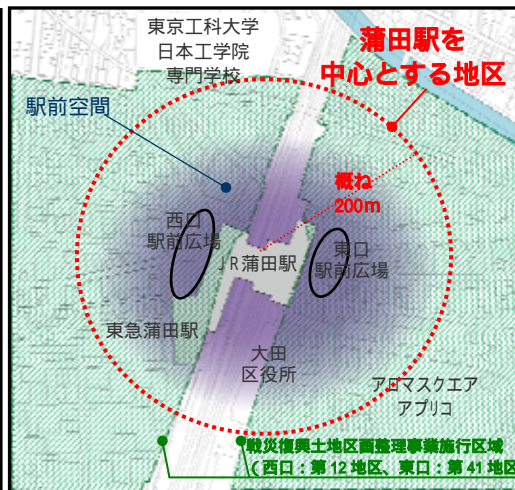 東京工科大学
日本工学院
専門学校
蒲田駅を
中心とする地区
駅前空間
概ね
200m
西口
駅前広場
東口
駅前広場
JR蒲田駅
東急蒲田駅
大田
区役所
アロマスクエア
アプリコ
戦災復興土地区画整理事業施行区域
(西口:第12地区、東口:第41地区